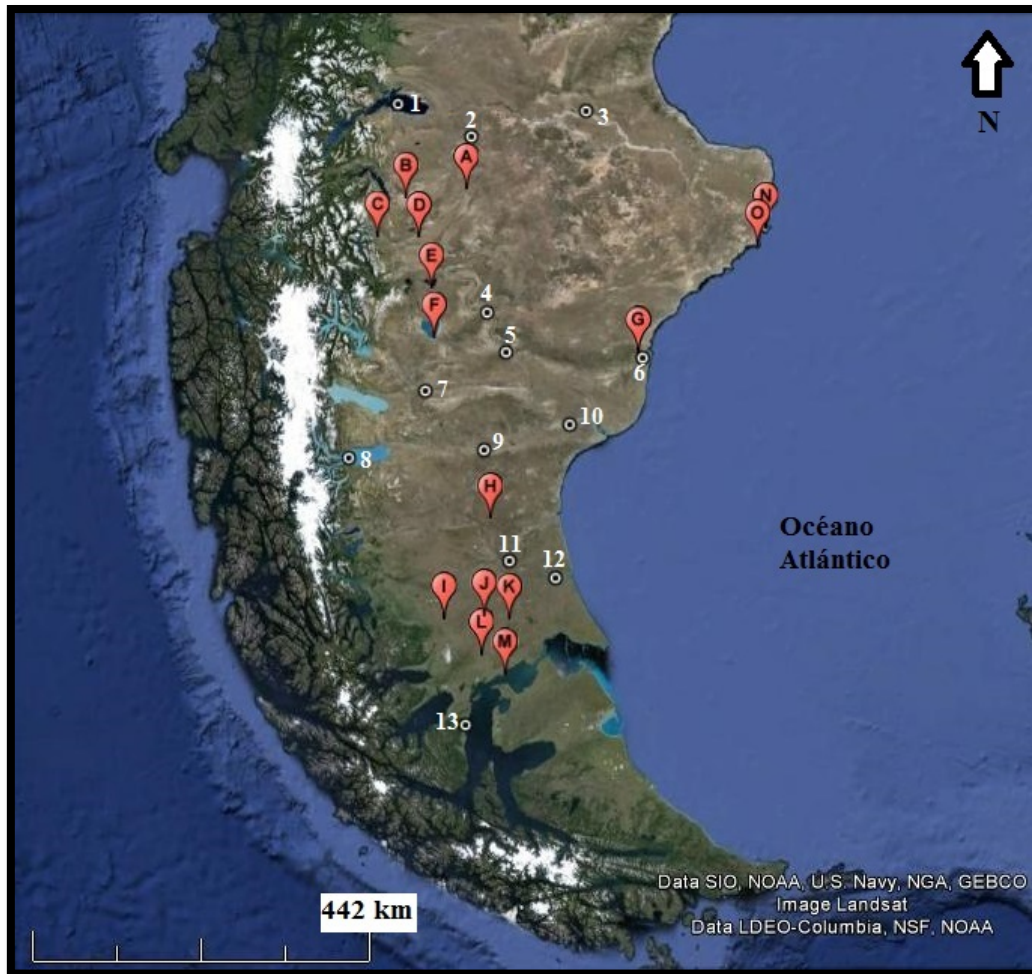 N
1
2
3
A
B
C
D
N
O
E
F
4
G
5
6
7
10
9
8
H
Océano
Atlántico
11
12
I
J
K
L
M
13
442 km
Data SIO, NOAA, U.S. Navy, NGA, GEBCO
Image Landsat
Data LDEO-Columbia, NSF, NOAA